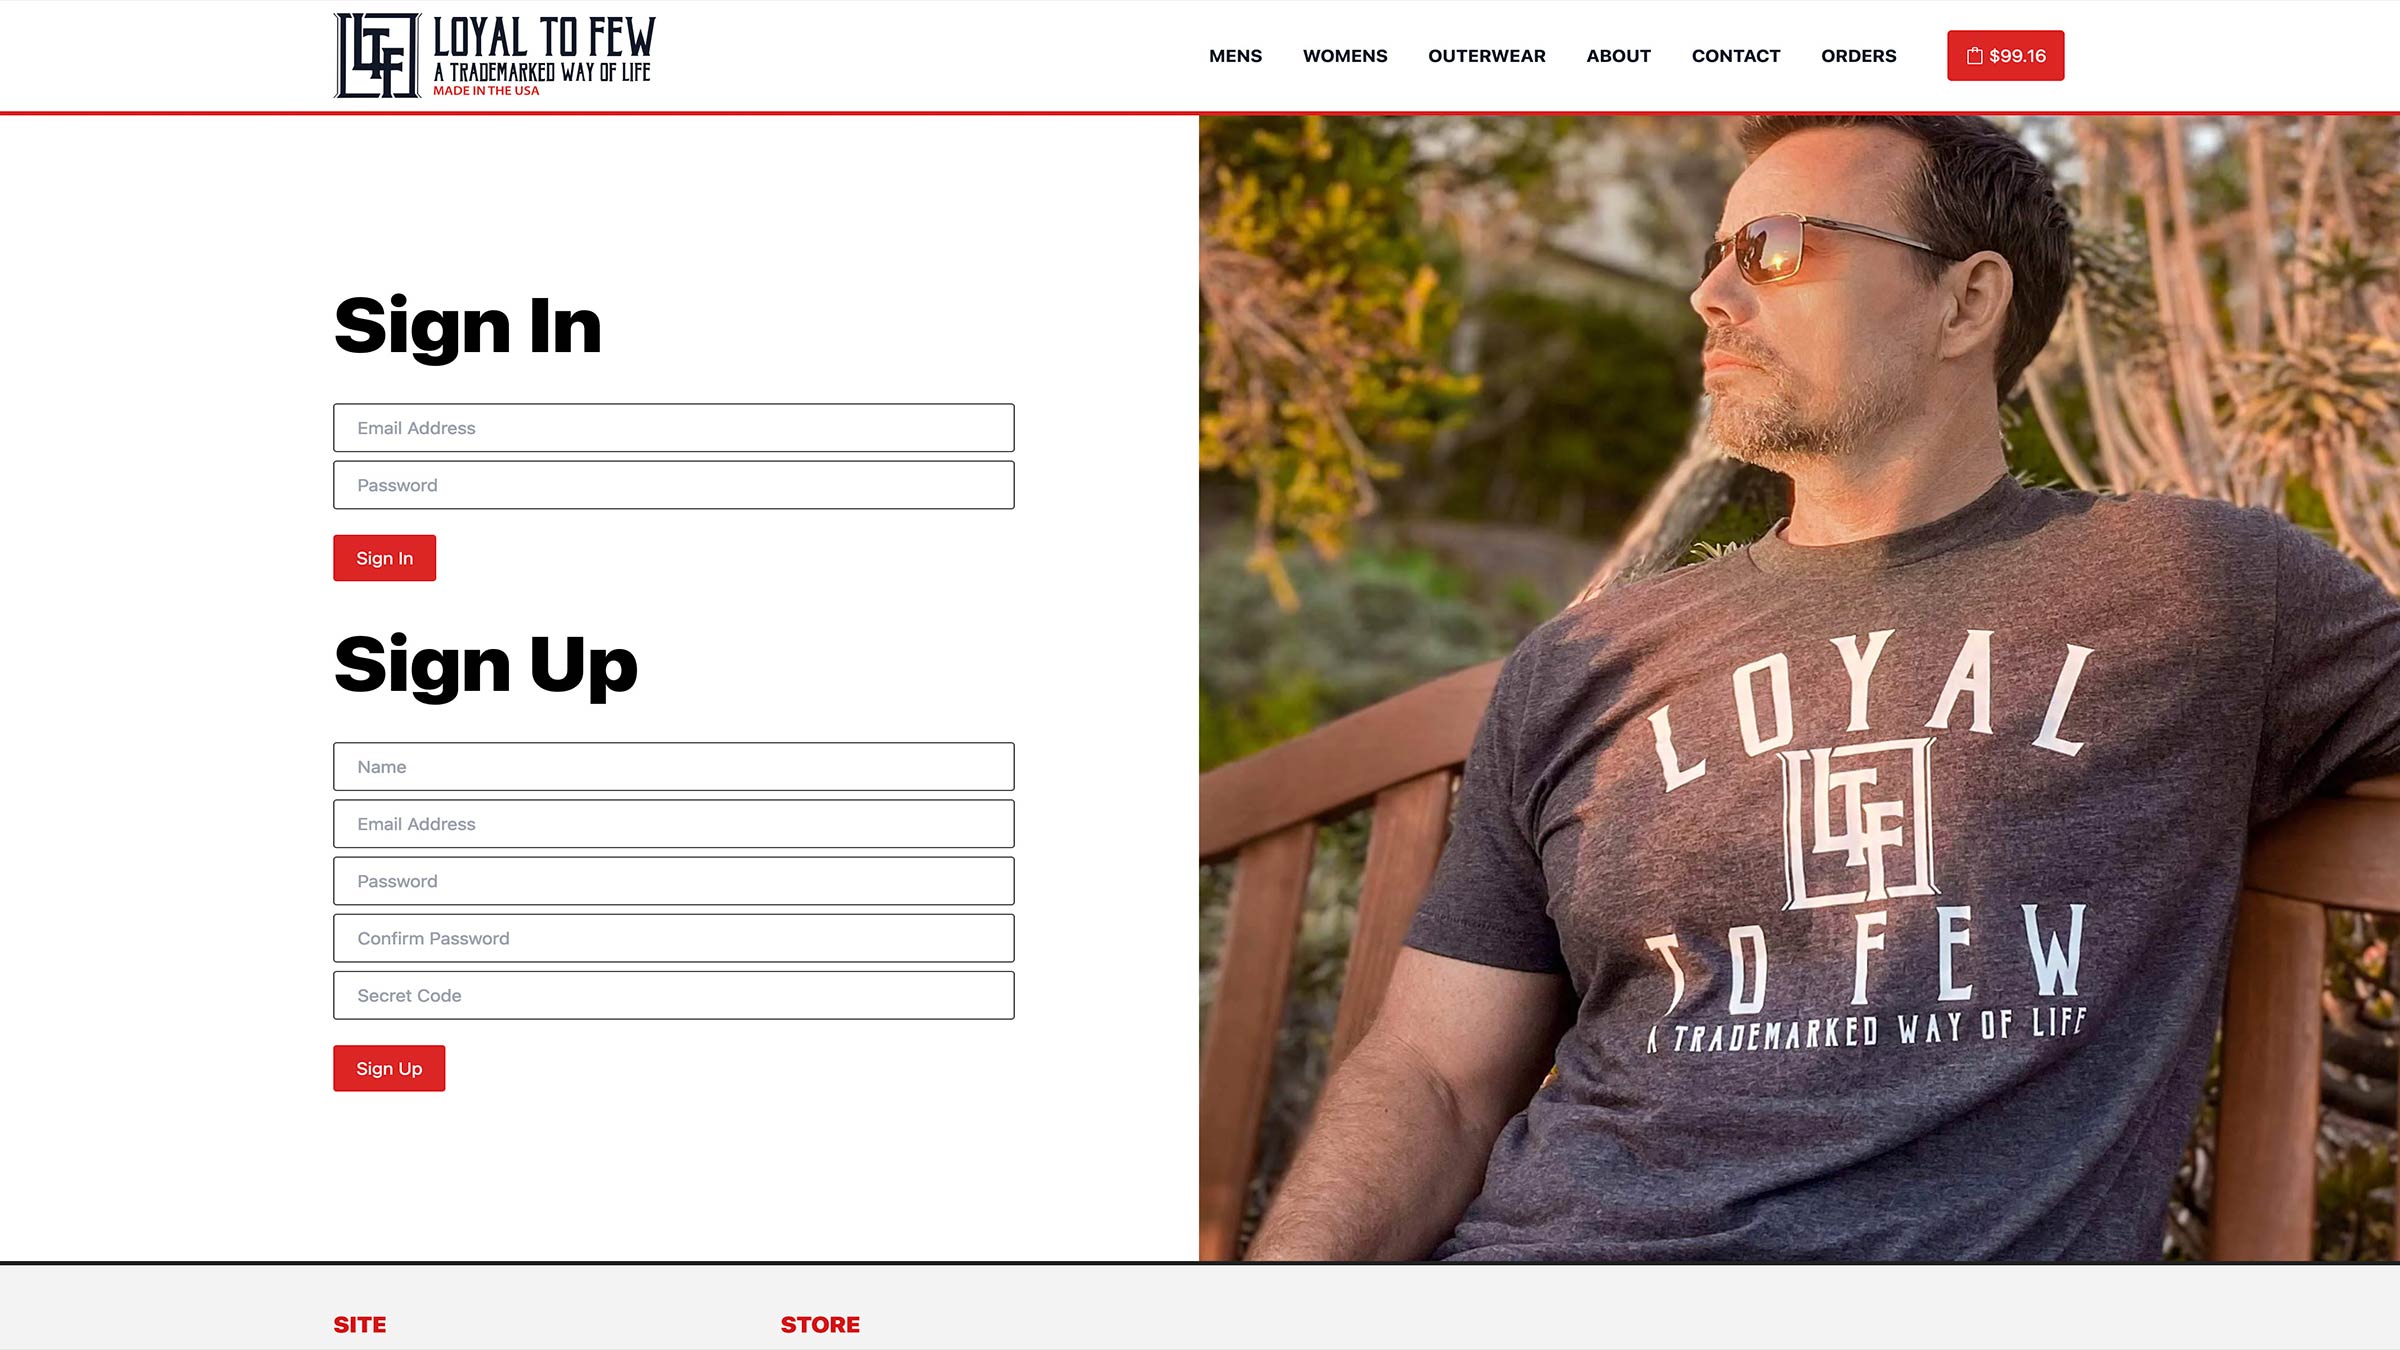 LTF
LOYAL TO FEW
A TRADEMARKED WAY OF LIFE
MADE IN THE USA
MENS
WOMENS
OUTERWEAR
ABOUT
CONTACT
ORDERS
$99.16
Sign In
Email Address
Password
Sign In
Sign Up
Name
Email Address
Password
Confirm Password
Secret Code
Sign Up
LOYAL
LTF
TO FEW
A TRADEMARKED WAY OF LIFE
SITE
STORE